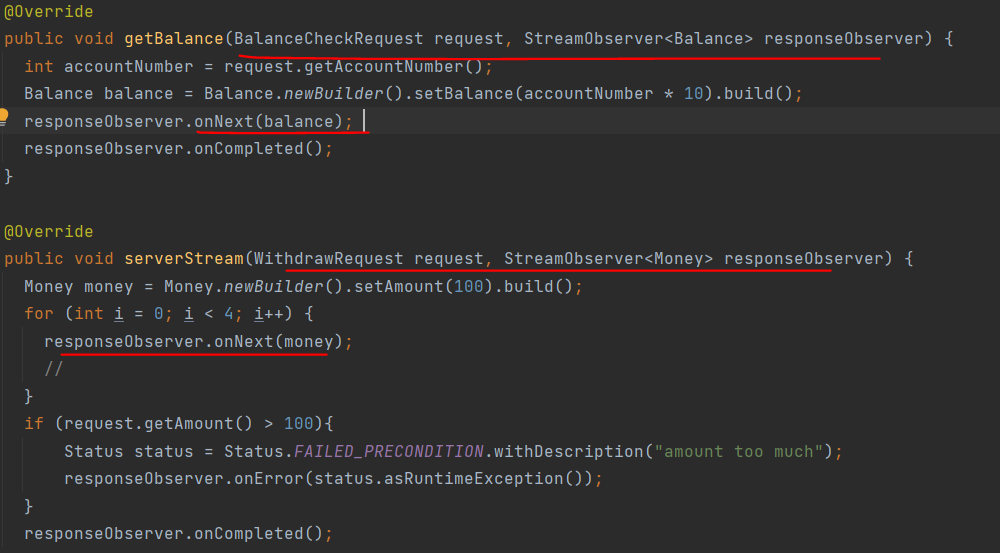 @Override
public void getBalance(BalanceCheckRequest request, StreamObserver<Balance> responseObserver) {
int accountNumber = request.getAccountNumber();
Balance balance = Balance.newBuilder().setBalance(accountNumber * 10).build();
responseObserver.onNext(balance);
responseObserver.onCompleted();
}
@Override
public void serverStream(WithdrawRequest request, StreamObserver<Money> responseObserver) {
Money money = Money.newBuilder().setAmount(100).build();
for (int i = 0; i < 4; i++) {
responseObserver.onNext(money);
//
}
if (request.getAmount() > 100){
Status status = Status.FAILED_PRECONDITION.withDescription("amount too much");
responseObserver.onError(status.asRuntimeException());
}
responseObserver.onCompleted();